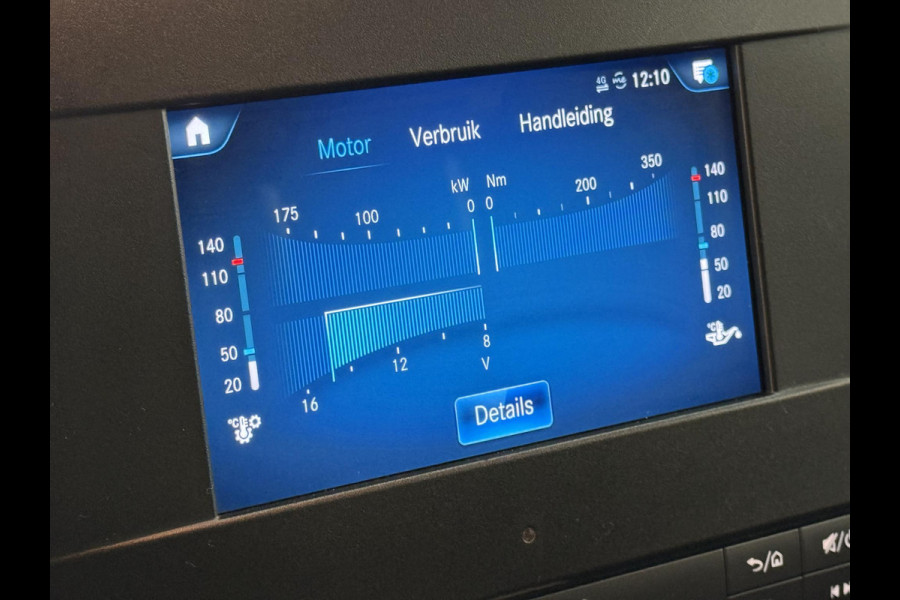 4G me 12:10
Motor Verbruik Handleiding
kW Nm
175 100 0 0 200 350
140 140
110 110
80 80
50 50
20 20
16 12 8
V
°C °C
Details